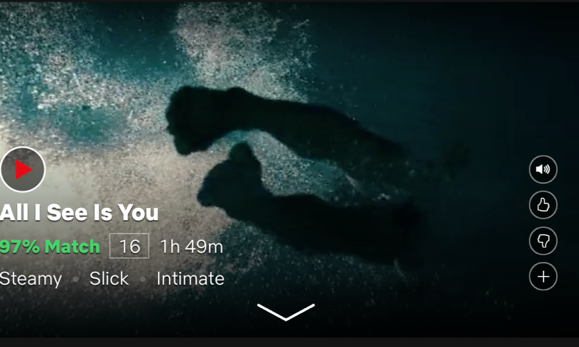 All I See Is You
97% Match 16 1h 49m
Steamy • Slick • Intimate